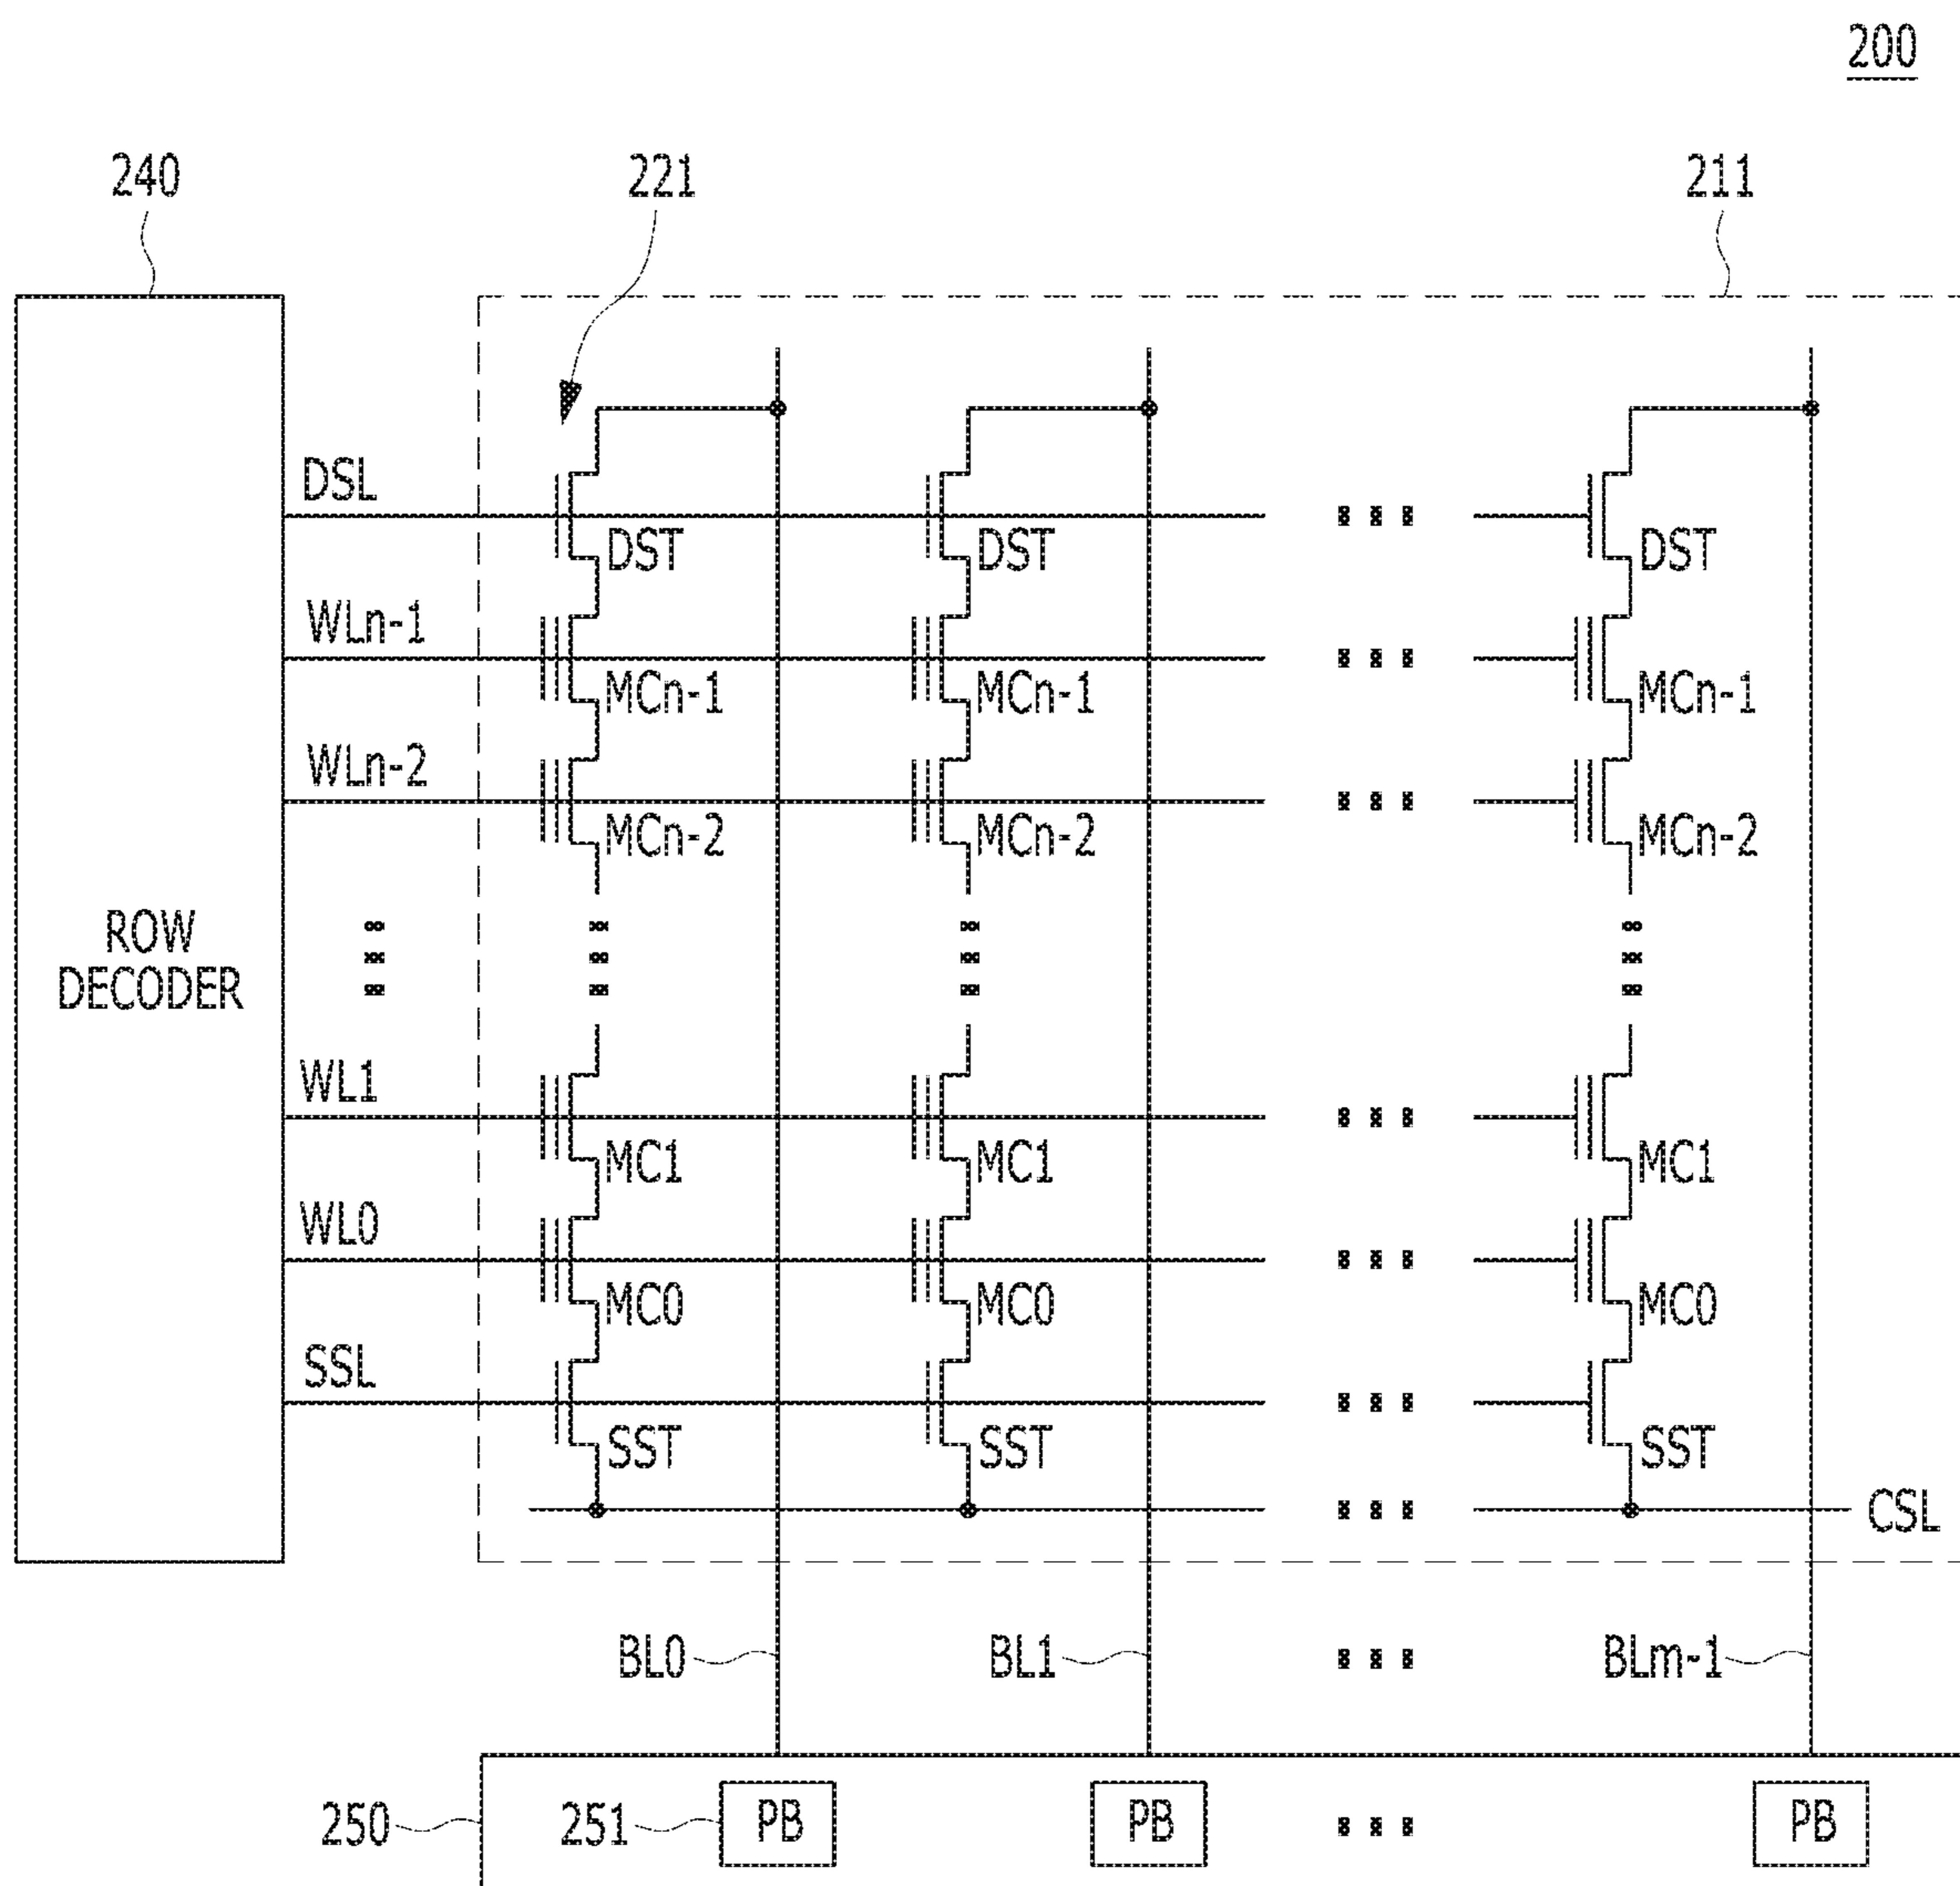 200
240 221 211
DSL
DST DST DST
WLn-1
MCn-1 MCn-1 MCn-1
WLn-2
MCn-2 MCn-2 MCn-2
ROW
DECODER
WL1
MC1 MC1 MC1
WL0
MC0 MC0 MC0
SSL
SST SST SST
CSL
BL0 BL1 BLm-1
250 251 PB PB PB